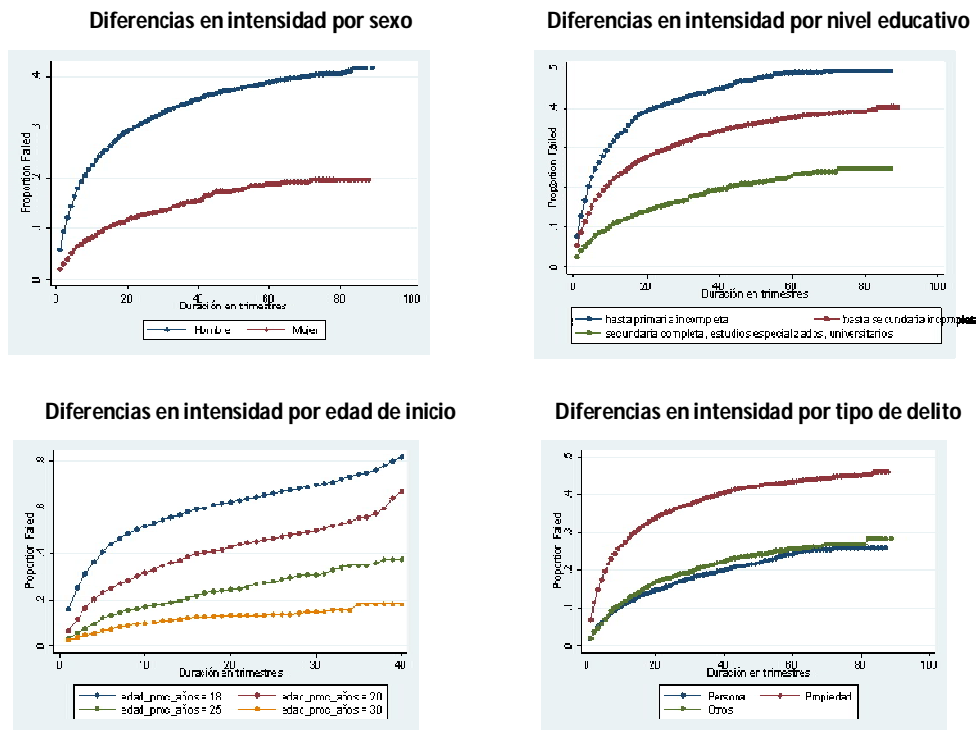 Diferencias en intensidad por sexo
Diferencias en intensidad por nivel educativo
.4
.3
.2
.1
0
Proportion Failed
0 20 40 60 80 100
Duración en trimestres
Hombre Mujer
.5
.4
.3
.2
.1
0
Proportion Failed
0 20 40 60 80 100
Duración en trimestres
hasta primaria incompleta hasta secundaria incompleta
secundaria completa, estudios especializados, universitarios
Diferencias en intensidad por edad de inicio
Diferencias en intensidad por tipo de delito
.8
.6
.4
.2
0
Proportion Failed
0 10 20 30 40
Duración en trimestres
edad_proc_años = 18 edad_proc_años = 20
edad_proc_años = 25 edad_proc_años = 30
.5
.4
.3
.2
.1
0
Proportion Failed
0 20 40 60 80 100
Duración en trimestres
Persona Propiedad
Otros